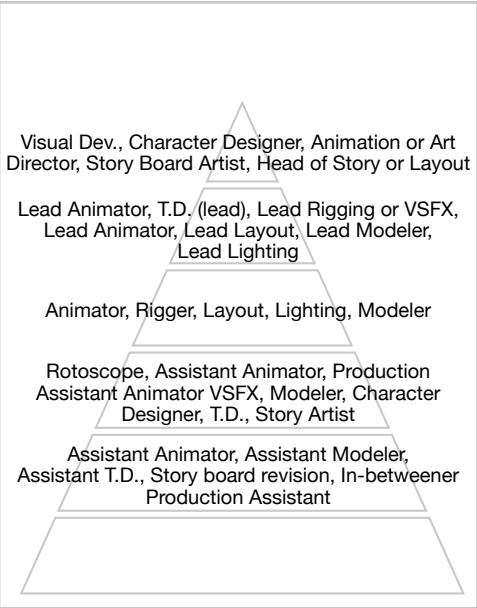 Visual Dev., Character Designer, Animation or Art
Director, Story Board Artist, Head of Story or Layout
Lead Animator, T.D. (lead), Lead Rigging or VSFX,
Lead Animator, Lead Layout, Lead Modeler,
Lead Lighting
Animator, Rigger, Layout, Lighting, Modeler
Rotoscope, Assistant Animator, Production
Assistant Animator VSFX, Modeler, Character
Designer, T.D., Story Artist
Assistant Animator, Assistant Modeler,
Assistant T.D., Story board revision, In-betweener
Production Assistant